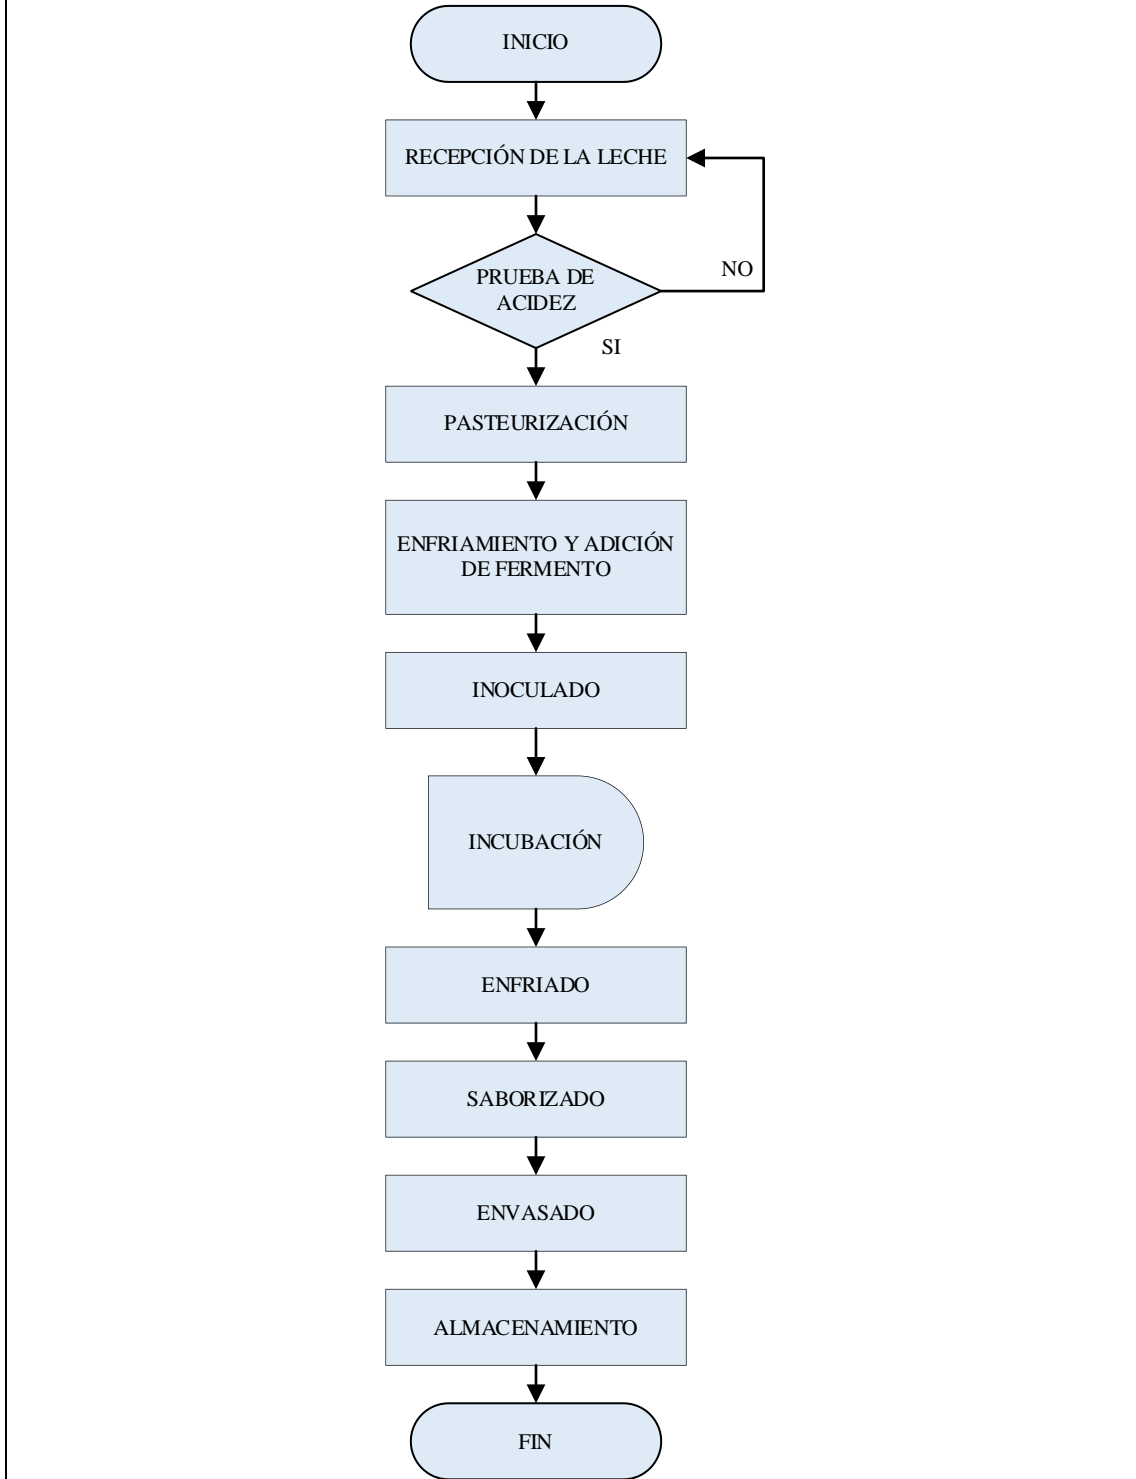 INICIO
RECEPCIÓN DE LA LECHE
PRUEBA DE
ACIDEZ
NO
SI
PASTEURIZACIÓN
ENFRIAMIENTO Y ADICIÓN
DE FERMENTO
INOCULADO
INCUBACIÓN
ENFRIADO
SABORIZADO
ENVASADO
ALMACENAMIENTO
FIN